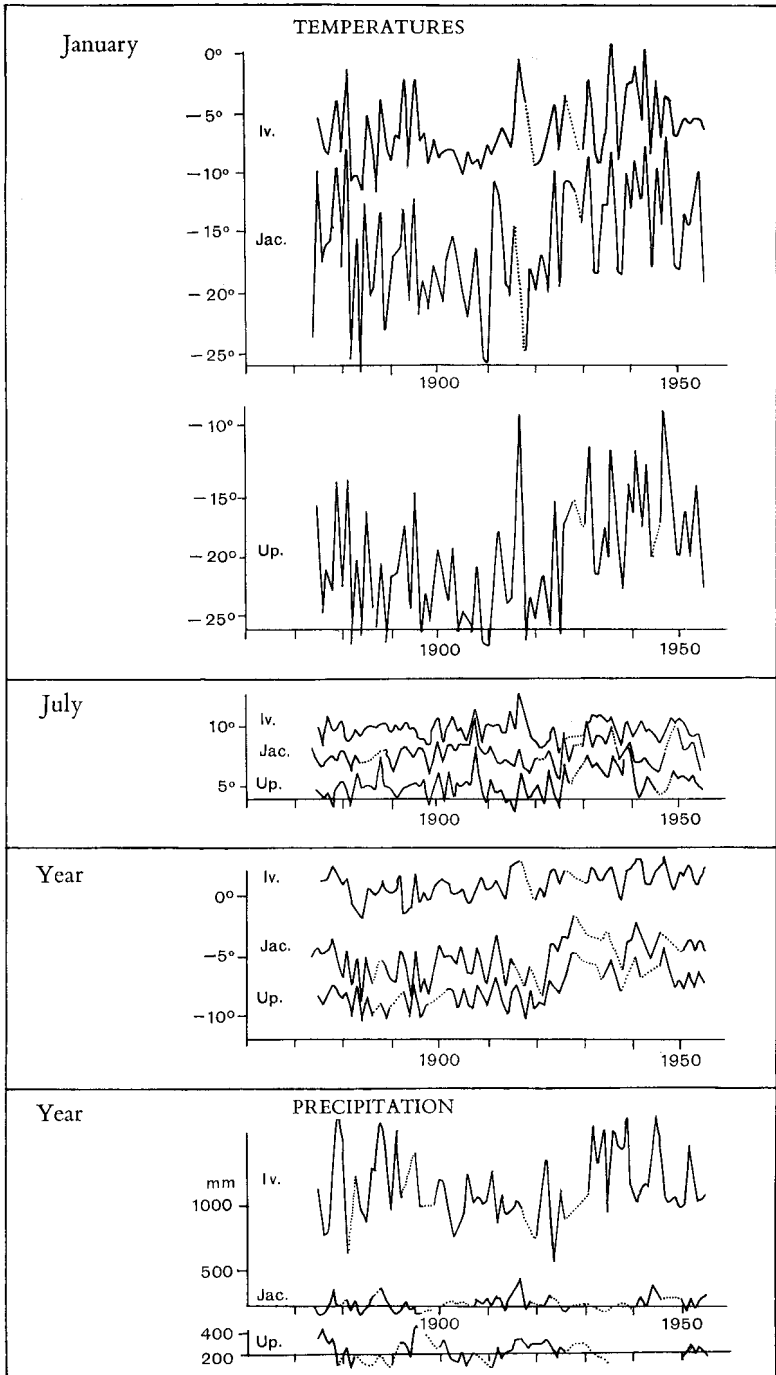 January
TEMPERATURES
0°
−5°
Iv.
−10°
−15°
Jac.
−20°
−25°
1900 1950
−10°
−15°
Up.
−20°
−25°
1900 1950
July
10°
Iv.
Jac.
Up.
5°
1900 1950
Year
Iv.
0°
Jac.
−5°
Up.
−10°
1900 1950
Year
PRECIPITATION
Iv.
mm
1000
500
Jac.
1900 1950
Up.
400
200